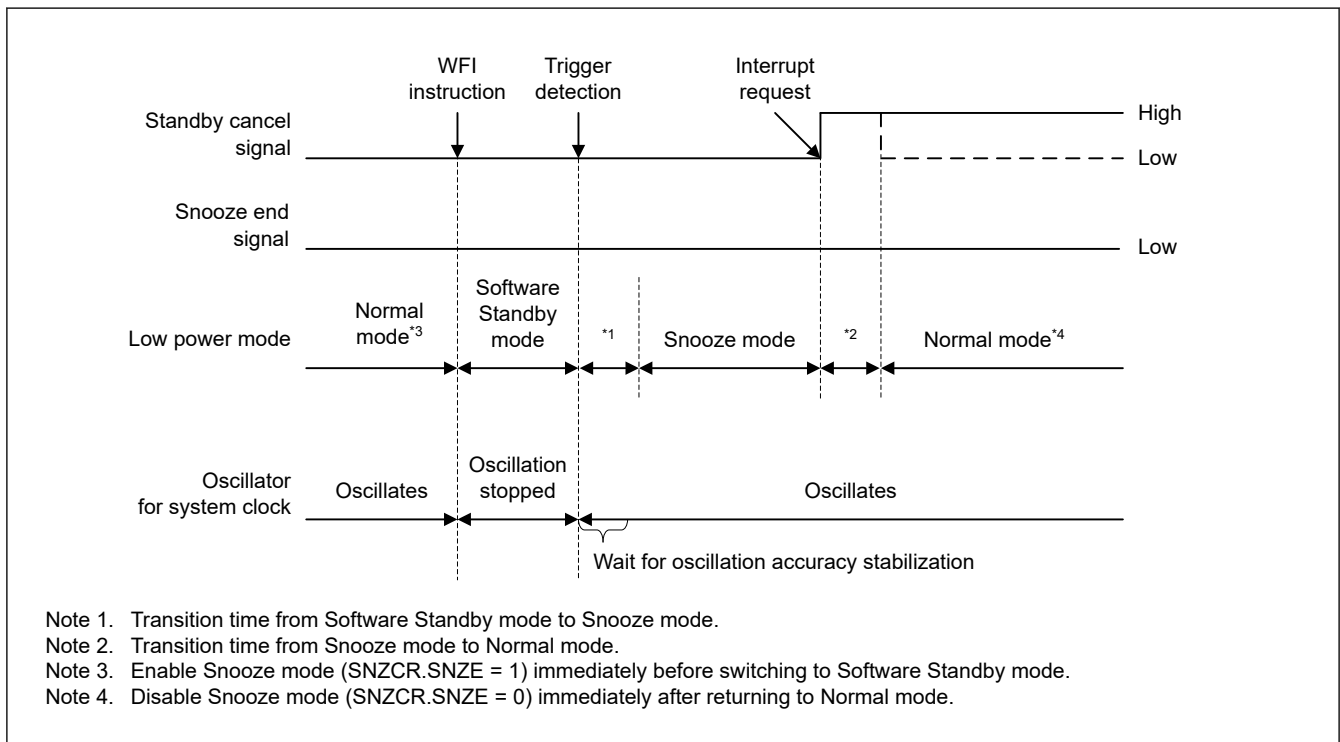 WFI
instruction
Trigger
detection
Interrupt
request
Standby cancel
signal
High
Low
Snooze end
signal
Low
Low power mode
Normal
mode*3
Software
Standby
mode
*1
Snooze mode
*2
Normal mode*4
Oscillator
for system clock
Oscillates
Oscillation
stopped
Oscillates
Wait for oscillation accuracy stabilization
Note 1. Transition time from Software Standby mode to Snooze mode.
Note 2. Transition time from Snooze mode to Normal mode.
Note 3. Enable Snooze mode (SNZCR.SNZE = 1) immediately before switching to Software Standby mode.
Note 4. Disable Snooze mode (SNZCR.SNZE = 0) immediately after returning to Normal mode.